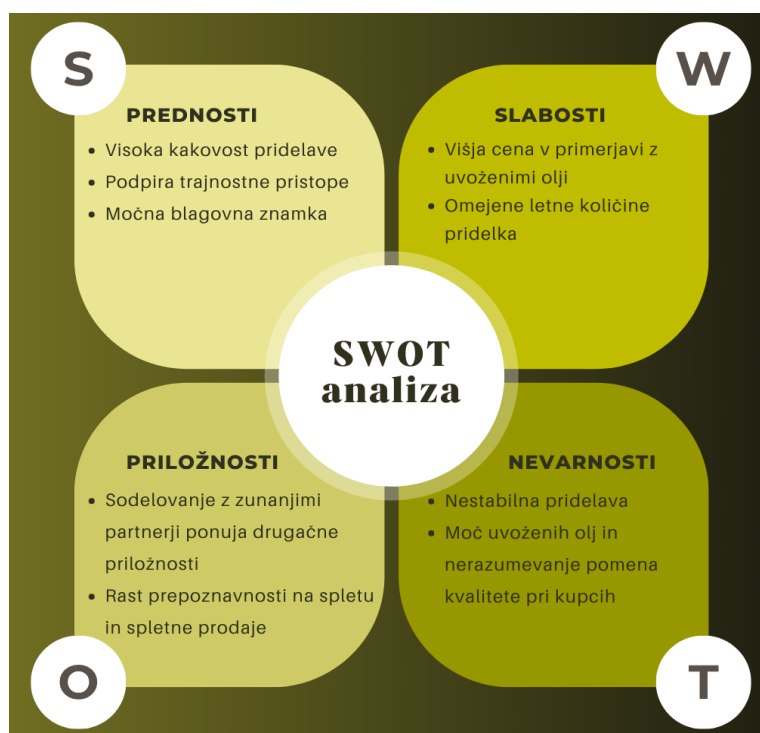 S
PREDNOSTI
• Visoka kakovost pridelave
• Podpira trajnostne pristope
• Močna blagovna znamka
W
SLABOSTI
• Višja cena v primerjavi z
uvoženimi olji
• Omejene letne količine
pridelka
SWOT
analiza
PRILOŽNOSTI
• Sodelovanje z zunanjimi
partnerji ponuja drugačne
priložnosti
• Rast prepoznavnosti na spletu
in spletne prodaje
O
NEVARNOSTI
• Nestabilna pridelava
• Moč uvoženih olj in
nerazumevanje pomena
kvalitete pri kupcih
T